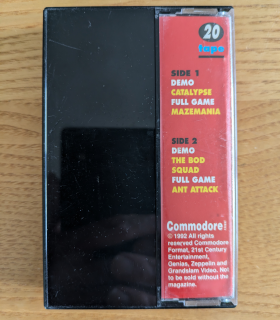 20
tape
SIDE 1
DEMO
CATALYPSE
FULL GAME
MAZEMANIA
SIDE 2
DEMO
THE BOD
SQUAD
FULL GAME
ANT ATTACK
Commodore
© 1992 All rights
reserved Commodore
Format, 21st Century
Entertainment,
Genias, Zeppelin and
Grandslam Video. Not
to be sold without the
magazine.